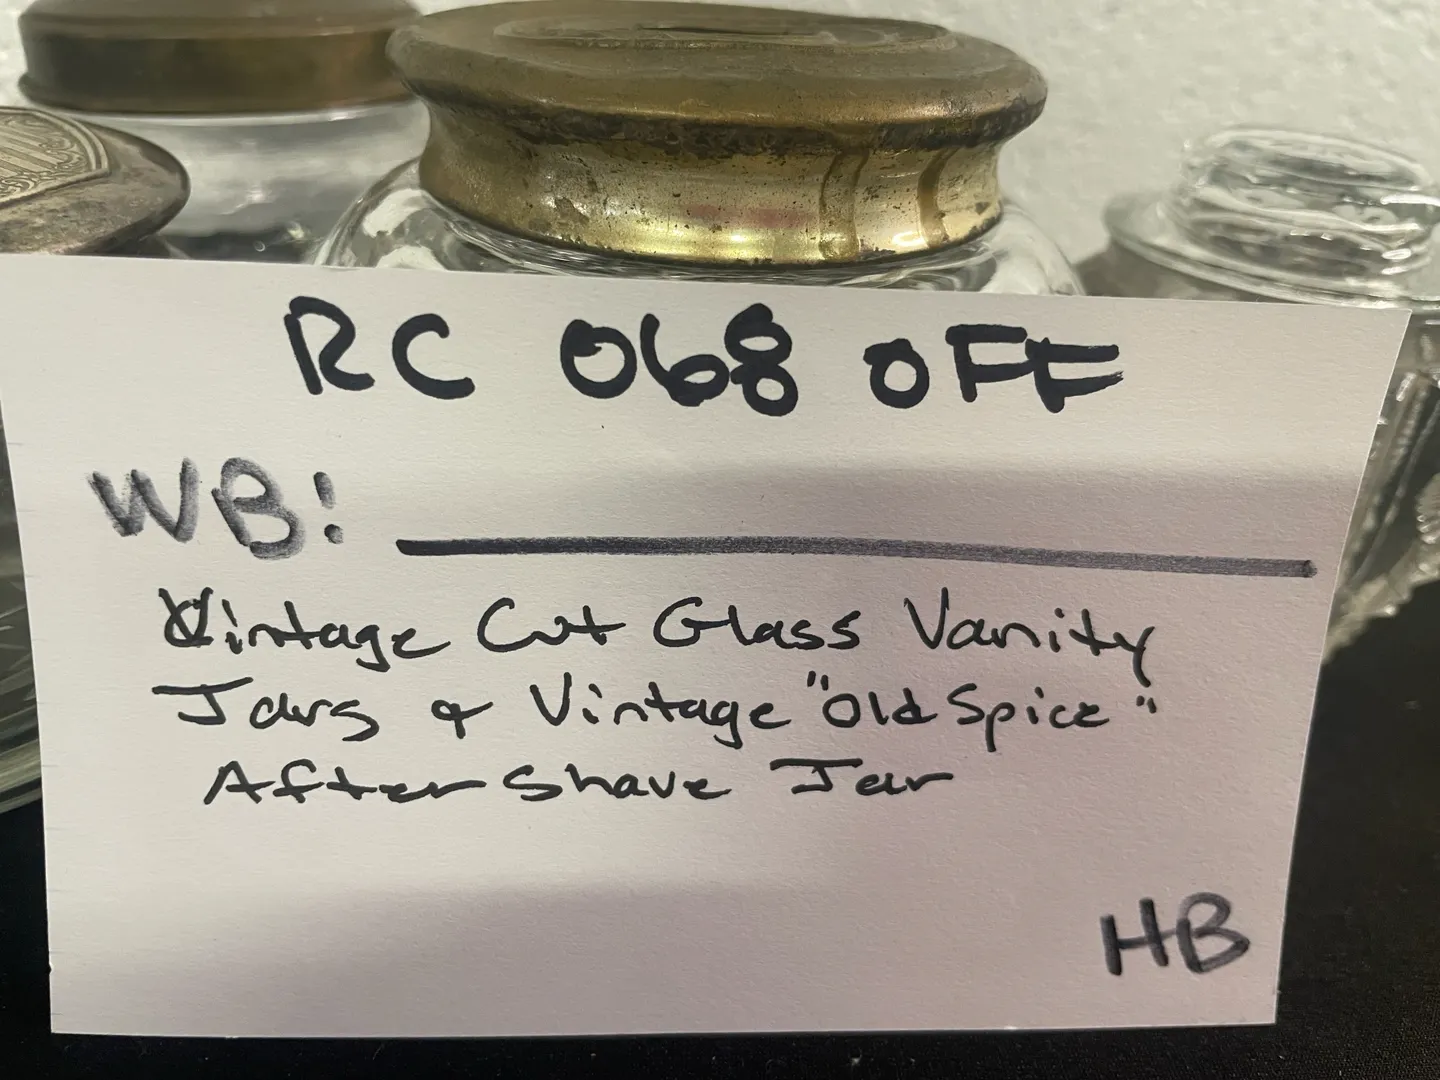 RC 068 OFF
WB: 
Vintage Cut Glass Vanity
Jars & Vintage "Old Spice"
After Shave Jar
HB